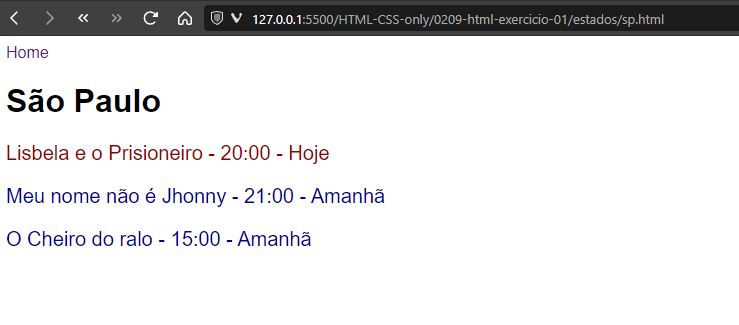 127.0.0.1:5500/HTML-CSS-only/0209-html-exercicio-01/estados/sp.html
Home
São Paulo
Lisbela e o Prisioneiro - 20:00 - Hoje
Meu nome não é Jhonny - 21:00 - Amanhã
O Cheiro do ralo - 15:00 - Amanhã